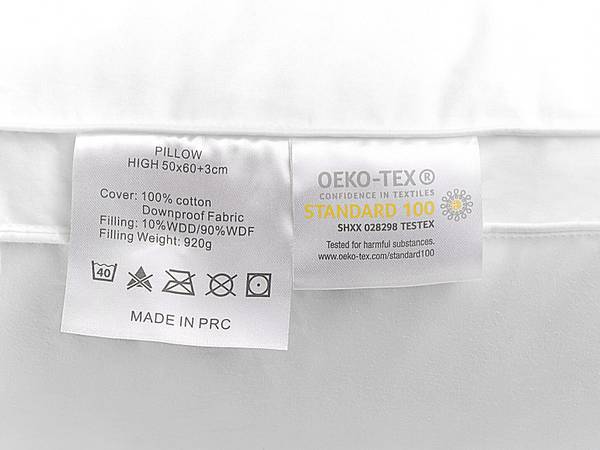 PILLOW
HIGH 50x60+3cm
Cover: 100% cotton
Downproof Fabric
Filling: 10%WDD/90%WDF
Filling Weight: 920g
40
MADE IN PRC
OEKO-TEX®
CONFIDENCE IN TEXTILES
STANDARD 100
SHXX 028298 TESTEX
Tested for harmful substances.
www.oeko-tex.com/standard100